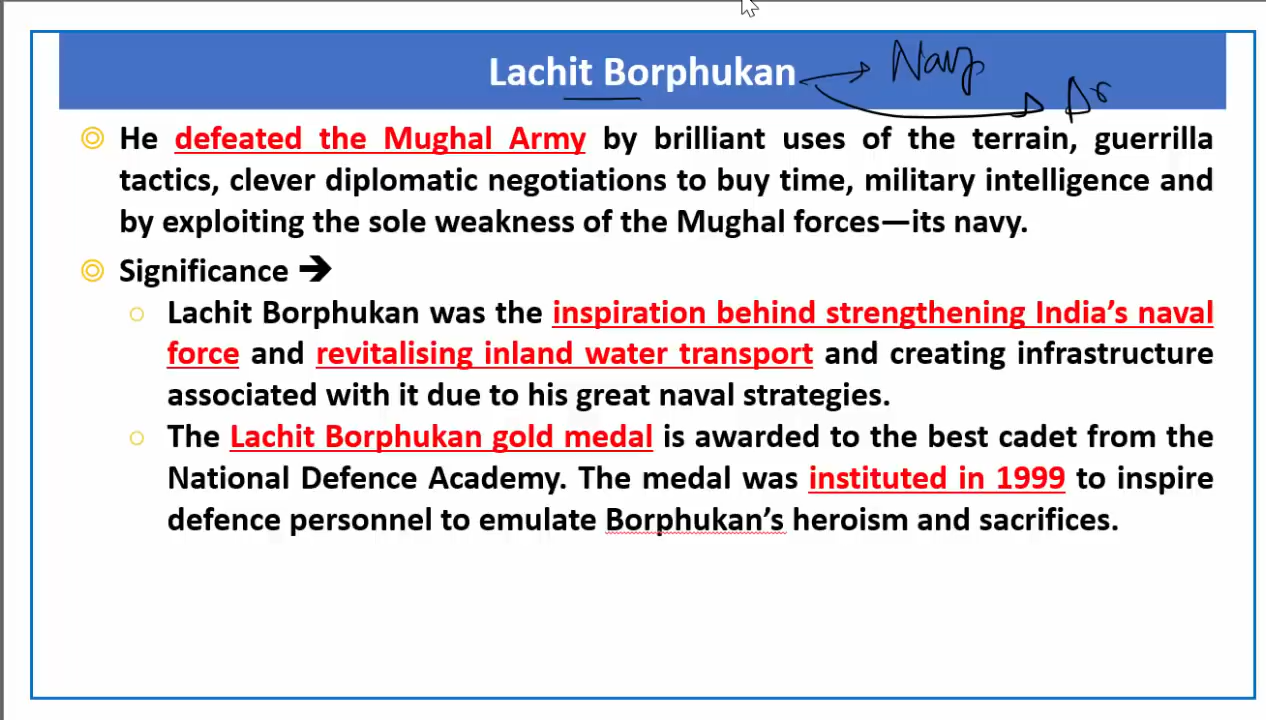 Lachit Borphukan
Navy
He defeated the Mughal Army by brilliant uses of the terrain, guerrilla
tactics, clever diplomatic negotiations to buy time, military intelligence and
by exploiting the sole weakness of the Mughal forces—its navy.
Significance ➔
Lachit Borphukan was the inspiration behind strengthening India’s naval
force and revitalising inland water transport and creating infrastructure
associated with it due to his great naval strategies.
The Lachit Borphukan gold medal is awarded to the best cadet from the
National Defence Academy. The medal was instituted in 1999 to inspire
defence personnel to emulate Borphukan’s heroism and sacrifices.